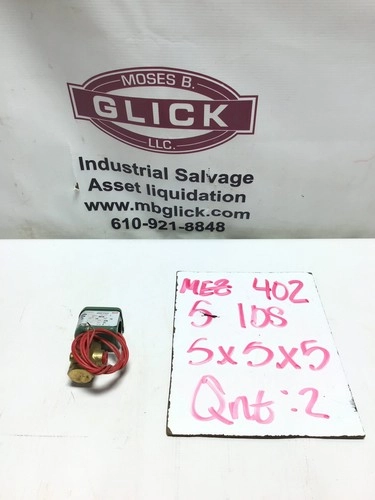 MOSES B.
GLICK
LLC.
Industrial Salvage
Asset liquidation
www.mbglick.com
610-921-8848
MEZ 402
5 lbs
5x5x5
Qnt: 2